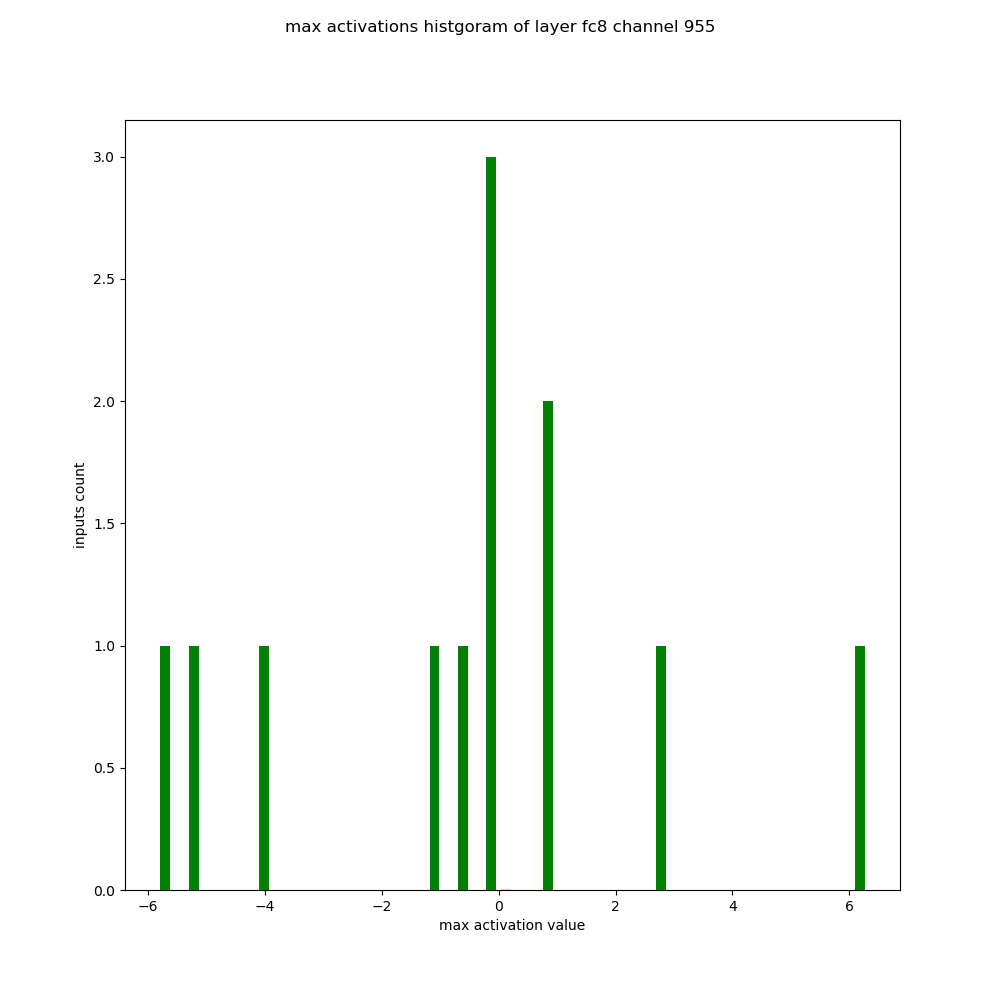 max activations histgoram of layer fc8 channel 955
3.0
2.5
2.0
1.5
1.0
0.5
0.0
inputs count
−6 −4 −2 0 2 4 6
max activation value